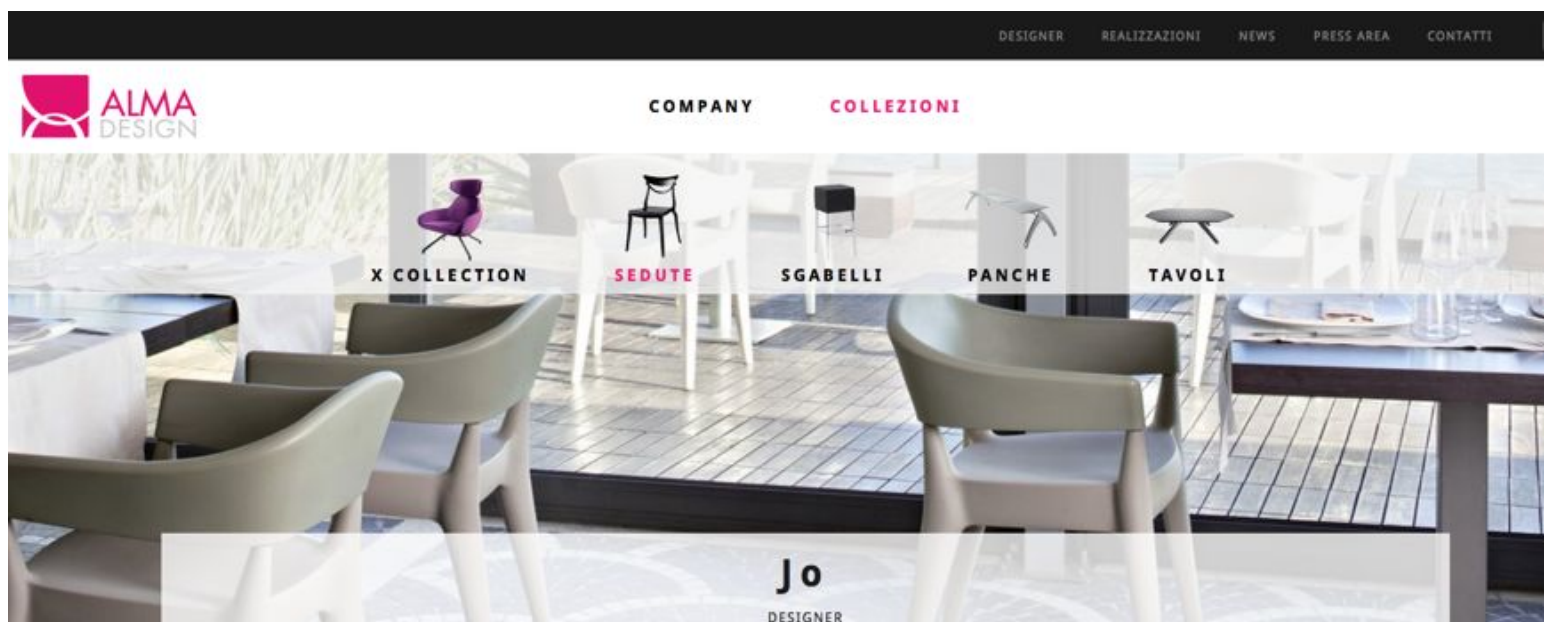 DESIGNER REALIZZAZIONI NEWS PRESS AREA CONTATTI
ALMA
DESIGN
COMPANY COLLEZIONI
X COLLECTION SEDUTE SGABELLI PANCHE TAVOLI
Jo
DESIGNER